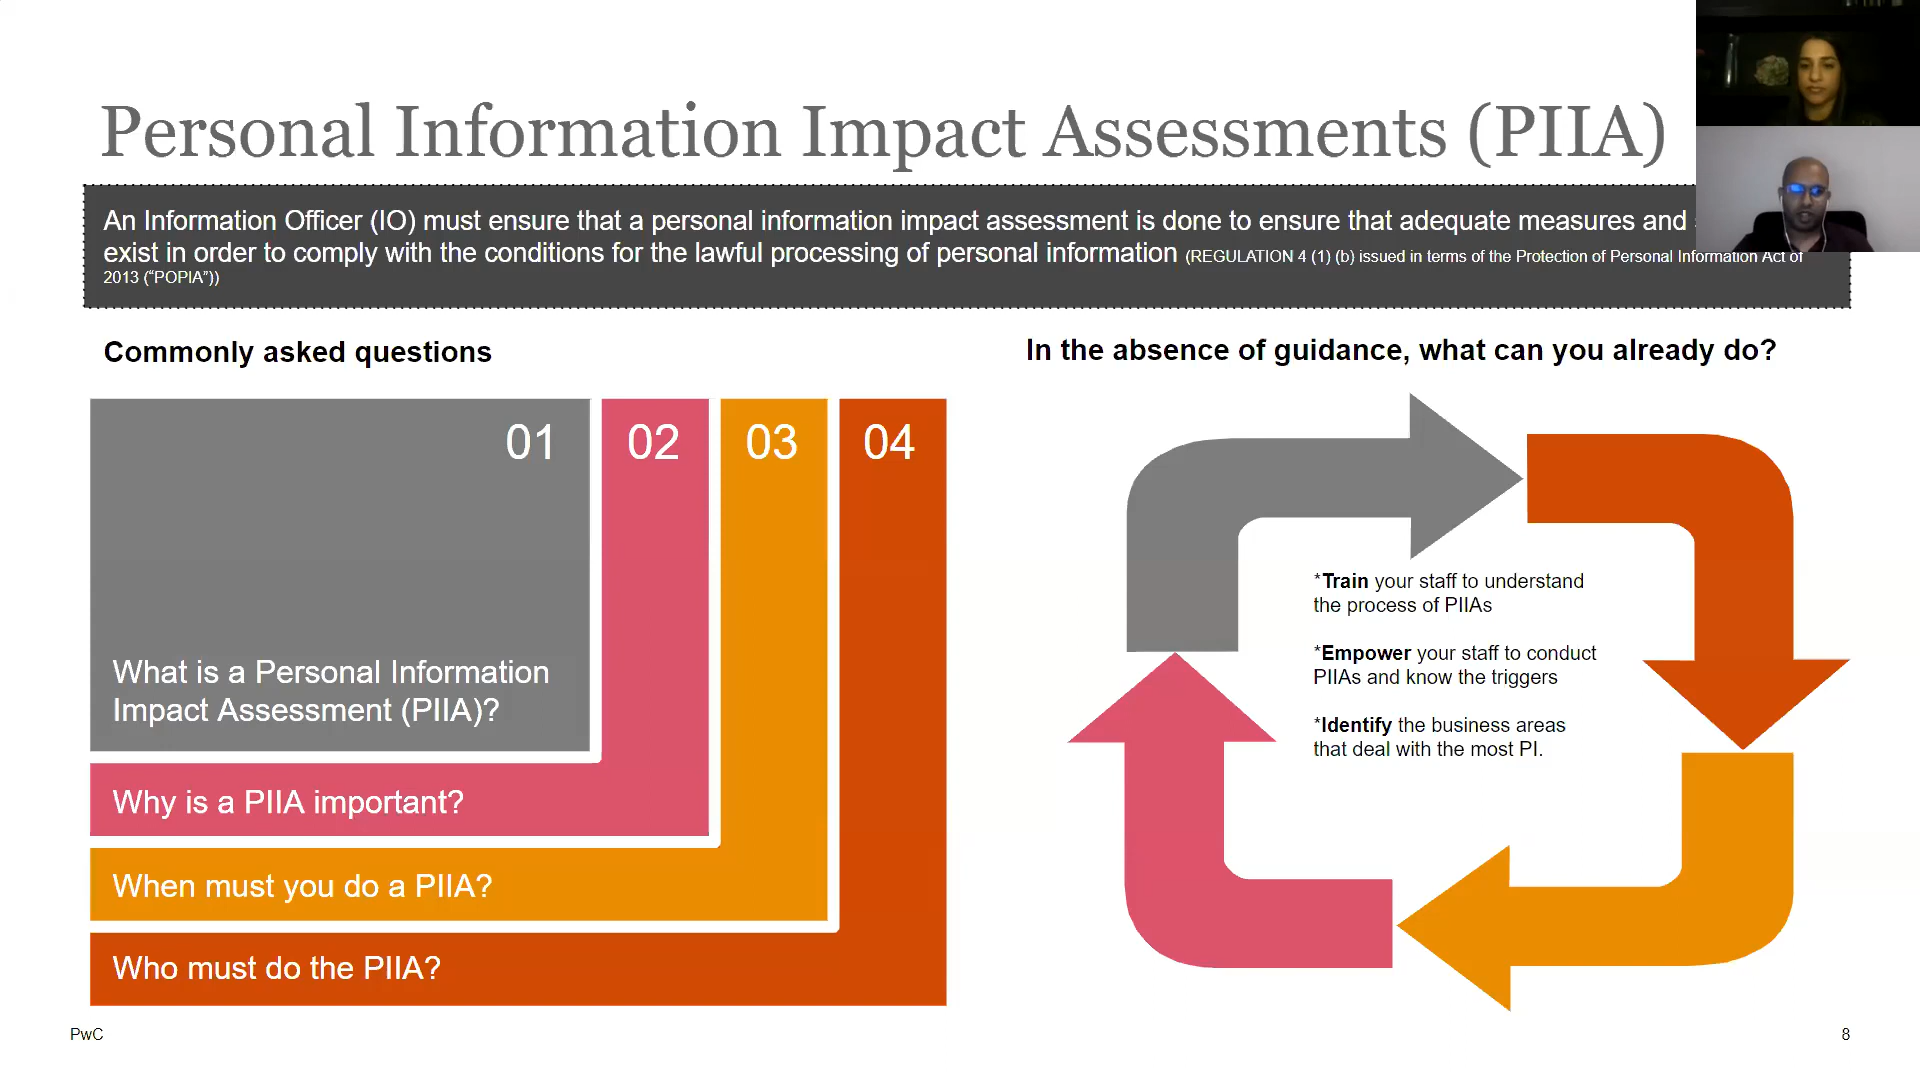 Personal Information Impact Assessments (PIIA)
An Information Officer (IO) must ensure that a personal information impact assessment is done to ensure that adequate measures and
exist in order to comply with the conditions for the lawful processing of personal information (REGULATION 4 (1) (b) issued in terms of the Protection of Personal Information Act of
2013 (“POPIA”))
Commonly asked questions
01
02
03
04
What is a Personal Information
Impact Assessment (PIIA)?
Why is a PIIA important?
When must you do a PIIA?
Who must do the PIIA?
In the absence of guidance, what can you already do?
*Train your staff to understand
the process of PIIAs
*Empower your staff to conduct
PIIAs and know the triggers
*Identify the business areas
that deal with the most PI.
PwC
8